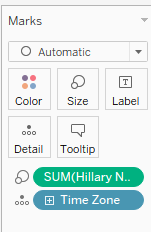 Marks
Automatic
Color Size Label
Detail Tooltip
SUM(Hillary N..
Time Zone